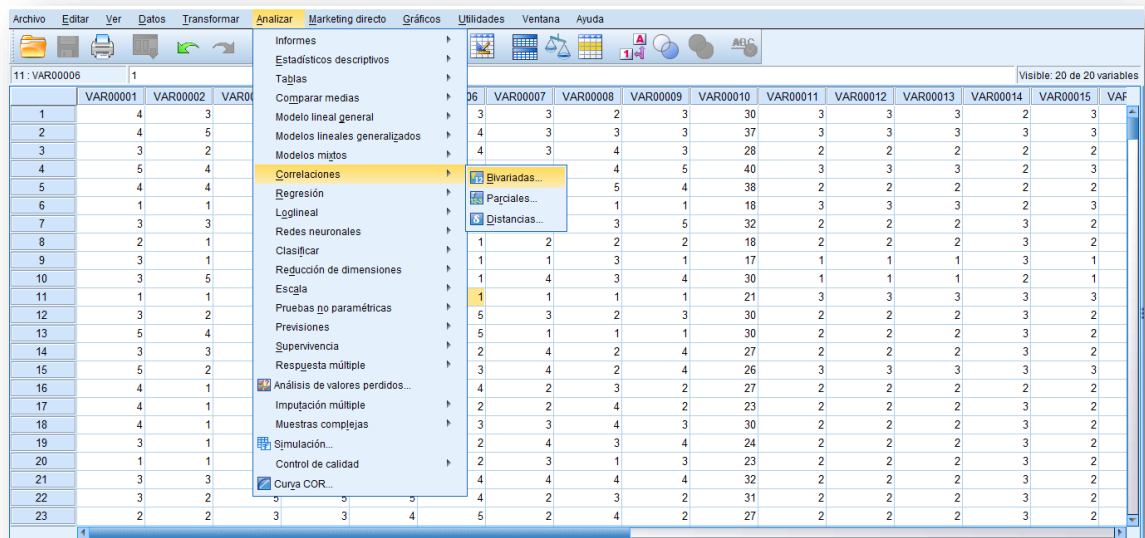 Archivo Editar Ver Datos Transformar Analizar Marketing directo Gráficos Utilidades Ventana Ayuda
11 : VAR00006 1 Visible: 20 de 20 variables
Informes
Estadísticos descriptivos
Tablas
Comparar medias
Modelo lineal general
Modelos lineales generalizados
Modelos mixtos
Correlaciones
Regresión
Loglineal
Redes neuronales
Clasificar
Reducción de dimensiones
Escala
Pruebas no paramétricas
Previsiones
Supervivencia
Respuesta múltiple
Análisis de valores perdidos...
Imputación múltiple
Muestras complejas
Simulación...
Control de calidad
Curva COR...
Bivariadas...
Parciales...
Distancias...
VAR00001 VAR00002 VAR00 06 VAR00007 VAR00008 VAR00009 VAR00010 VAR00011 VAR00012 VAR00013 VAR00014 VAR00015 VAR
1 4 3 3 3 2 3 30 3 3 3 2 3
2 4 5 4 3 3 3 37 3 3 3 2 3
3 3 2 4 3 4 3 28 2 2 2 3 2
4 5 4 4 5 40 3 3 3 2 3
5 4 4 5 4 38 2 2 2 3 2
6 1 1 1 1 18 3 3 3 2 3
7 3 3 3 5 32 2 2 2 3 2
8 2 1 1 2 2 2 18 2 2 2 3 2
9 3 1 1 1 3 1 17 1 1 1 3 1
10 3 5 1 4 3 4 30 1 1 1 2 1
11 1 1 1 1 1 1 21 3 3 3 3 3
12 3 2 5 3 2 3 30 2 2 2 3 2
13 5 4 5 1 1 1 30 2 2 2 3 2
14 3 3 2 4 2 4 27 2 2 2 3 2
15 5 2 3 4 2 4 26 3 3 3 3 3
16 4 1 4 2 3 2 27 2 2 2 3 2
17 4 1 2 2 4 2 23 2 2 2 3 2
18 4 1 3 3 4 3 30 2 2 2 3 2
19 3 1 2 4 3 4 24 2 2 2 3 2
20 1 1 2 3 1 3 23 2 2 2 3 2
21 3 3 4 4 4 4 32 2 2 2 3 2
22 3 2 5 5 5 4 2 3 2 31 2 2 2 3 2
23 2 2 3 3 4 5 2 4 2 27 2 2 2 3 2